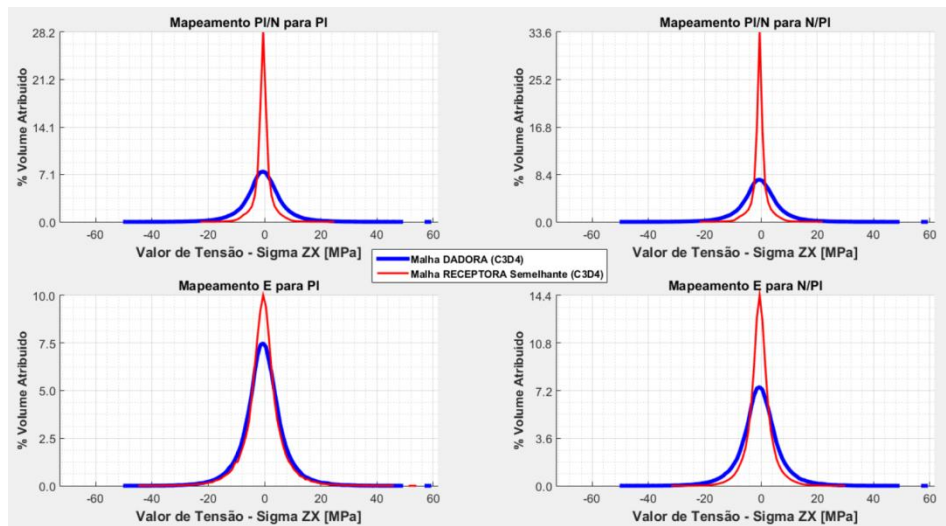 Mapeamento PI/N para PI
28.2
21.2
14.1
7.1
0.0
% Volume Atribuido
-60 -40 -20 0 20 40 60
Valor de Tensão - Sigma ZX [MPa]
Mapeamento PI/N para N/PI
33.6
25.2
16.8
8.4
0.0
% Volume Atribuido
-60 -40 -20 0 20 40 60
Valor de Tensão - Sigma ZX [MPa]
Malha DADORA (C3D4)
Malha RECEPTORA Semelhante (C3D4)
Mapeamento E para PI
10.0
7.5
5.0
2.5
0.0
% Volume Atribuido
-60 -40 -20 0 20 40 60
Valor de Tensão - Sigma ZX [MPa]
Mapeamento E para N/PI
14.4
10.8
7.2
3.6
0.0
% Volume Atribuido
-60 -40 -20 0 20 40 60
Valor de Tensão - Sigma ZX [MPa]